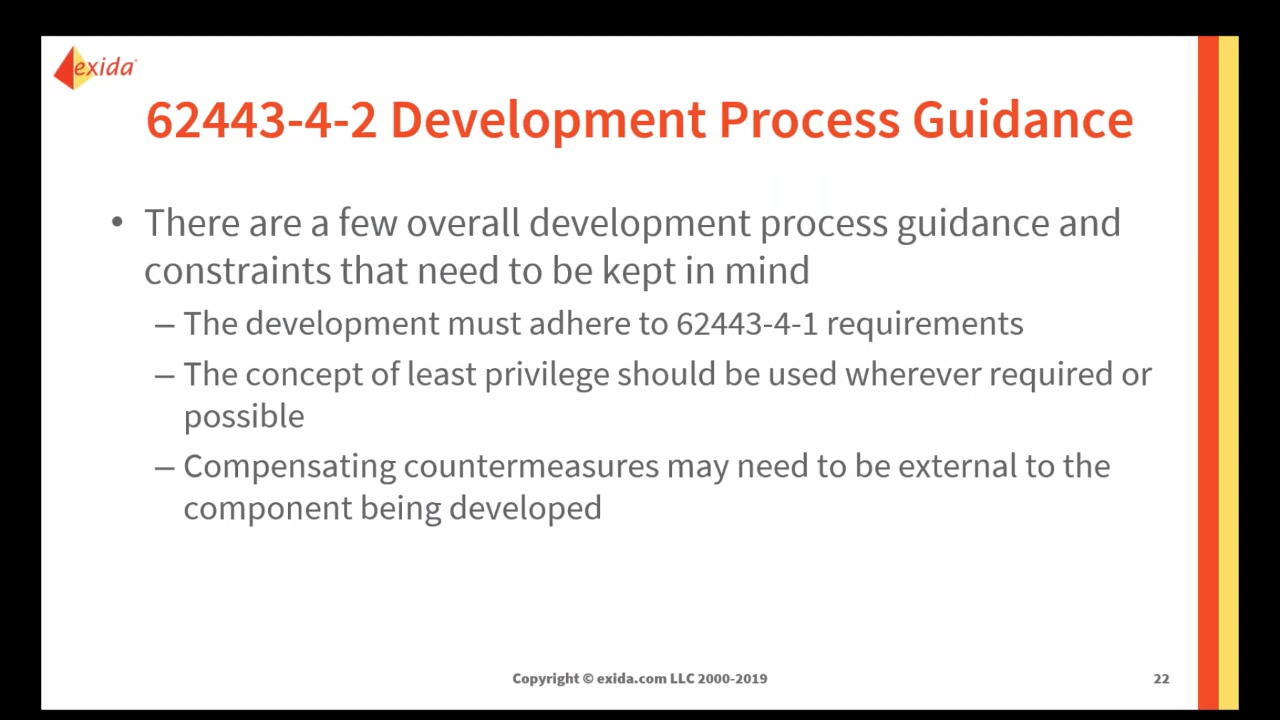 exida
62443-4-2 Development Process Guidance
• There are a few overall development process guidance and
constraints that need to be kept in mind
– The development must adhere to 62443-4-1 requirements
– The concept of least privilege should be used wherever required or
possible
– Compensating countermeasures may need to be external to the
component being developed
Copyright © exida.com LLC 2000-2019
22